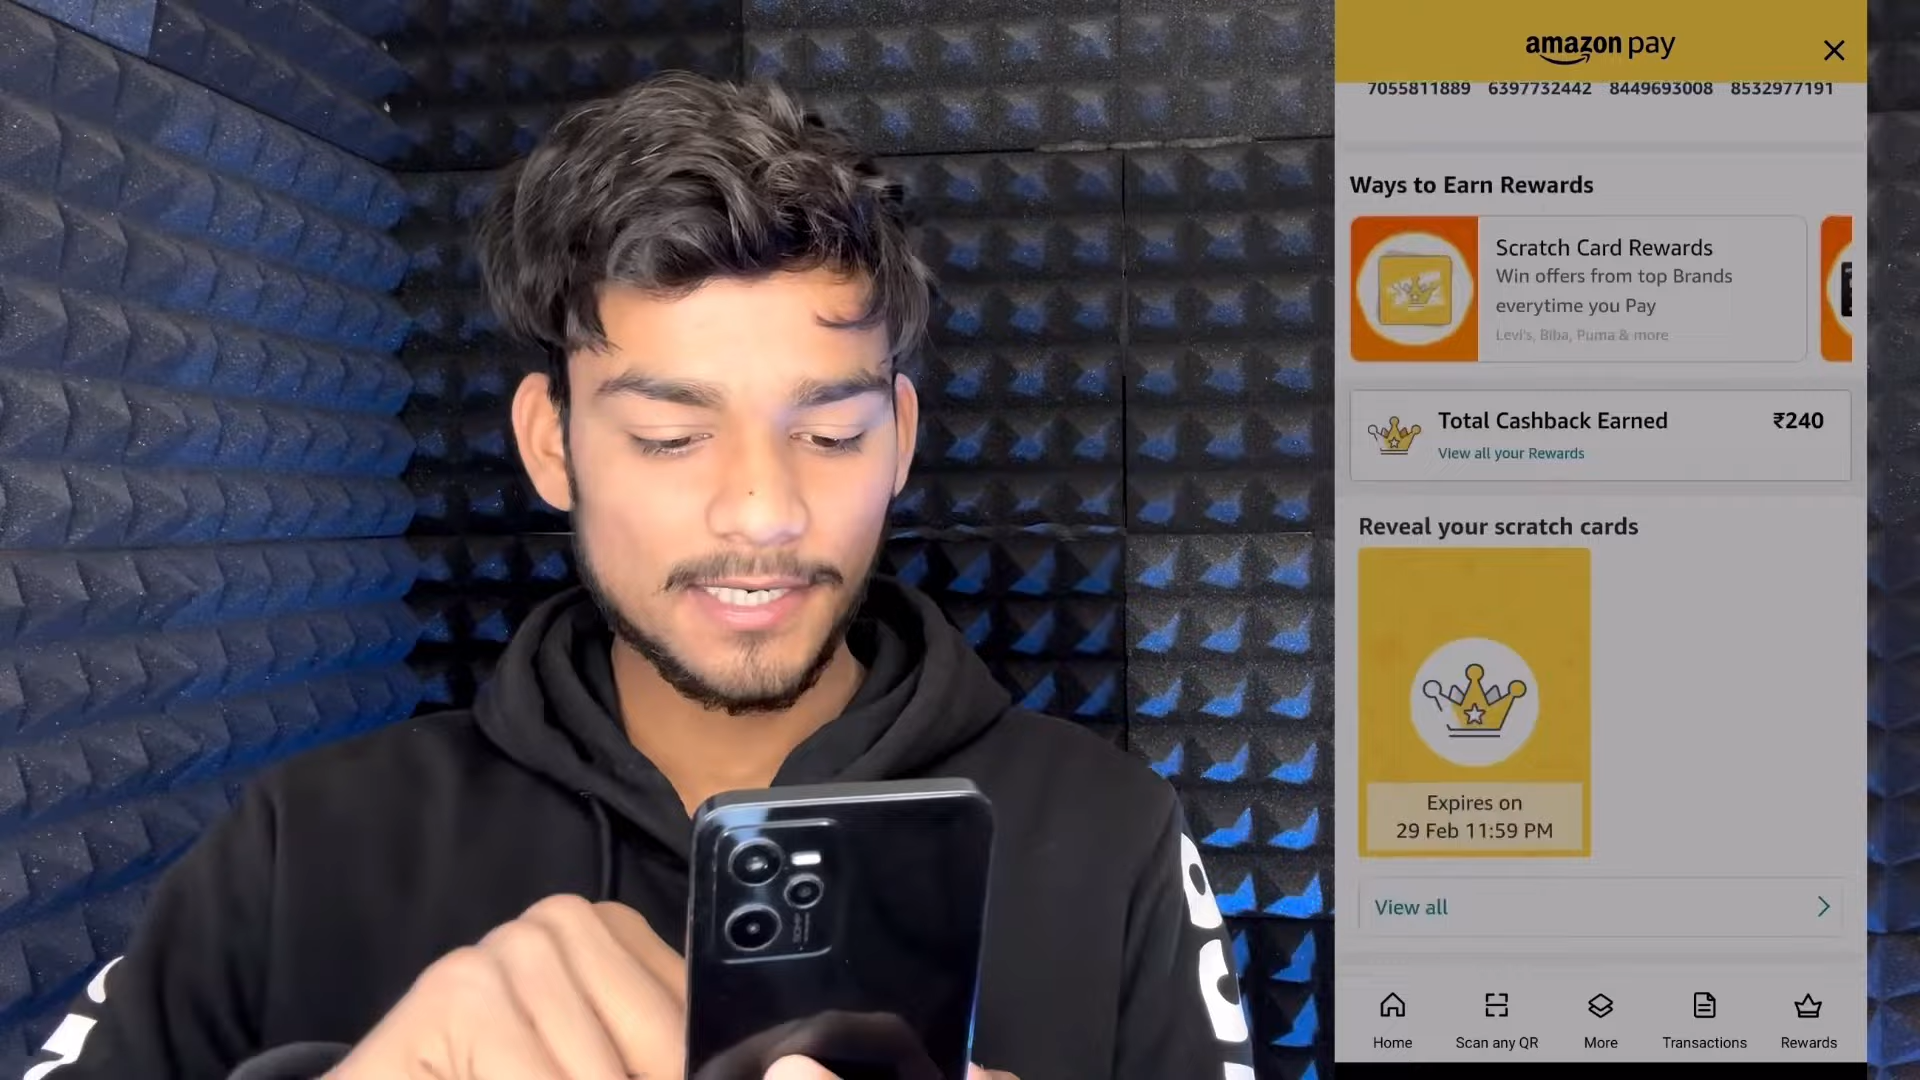 amazon pay
7055811889 6397732442 8449693008 8532977191
Ways to Earn Rewards
Scratch Card Rewards
Win offers from top Brands
everytime you Pay
Levi's, Biba, Puma & more
Total Cashback Earned ₹240
View all your Rewards
Reveal your scratch cards
Expires on
29 Feb 11:59 PM
View all
Home Scan any QR More Transactions Rewards